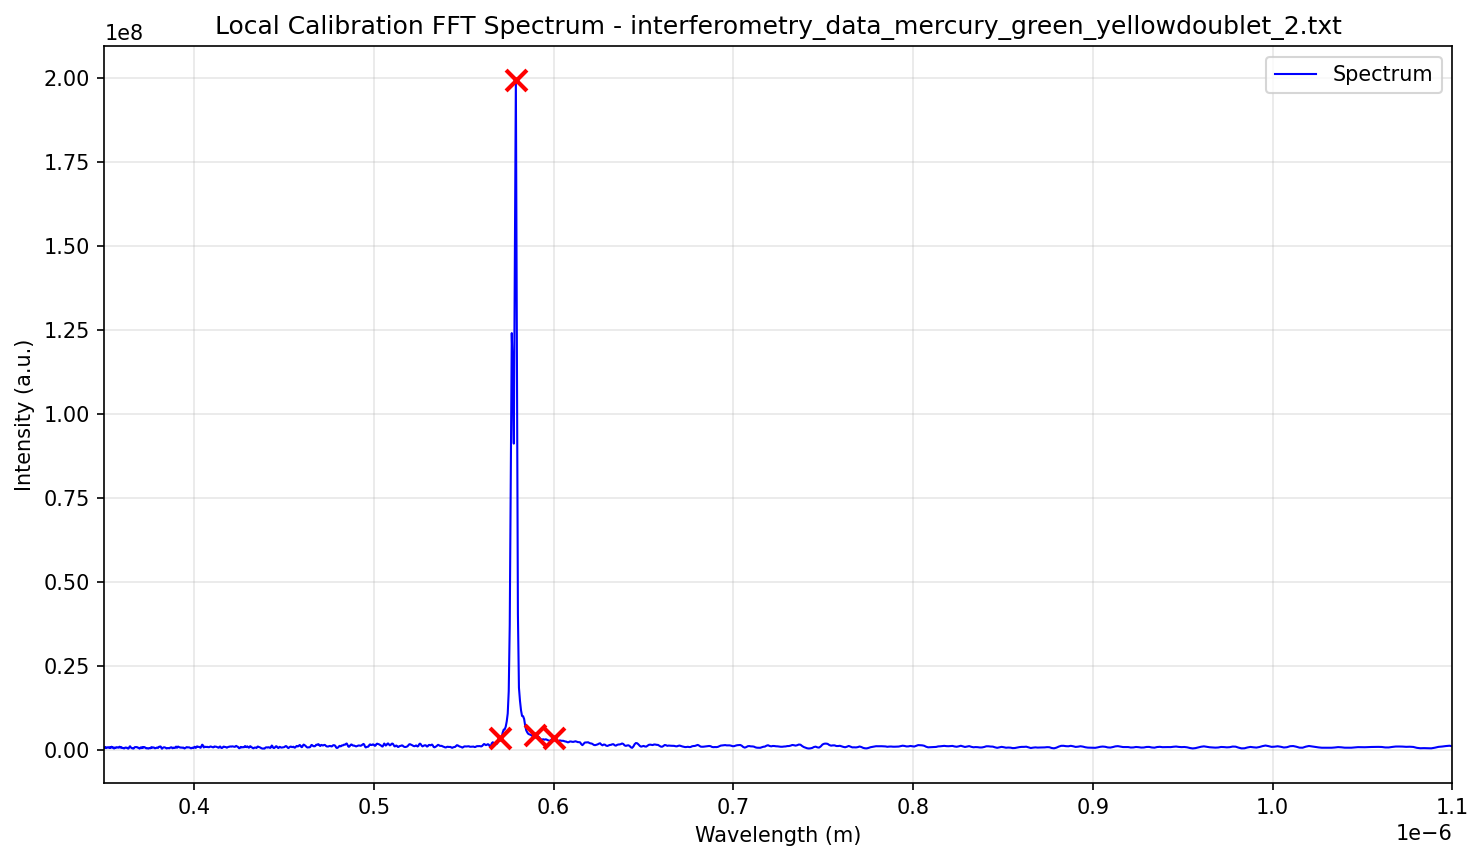 Local Calibration FFT Spectrum - interferometry_data_mercury_green_yellowdoublet_2.txt
1e8
Spectrum
2.00
1.75
1.50
1.25
1.00
0.75
0.50
0.25
0.00
Intensity (a.u.)
0.4 0.5 0.6 0.7 0.8 0.9 1.0 1.1
Wavelength (m)
1e−6